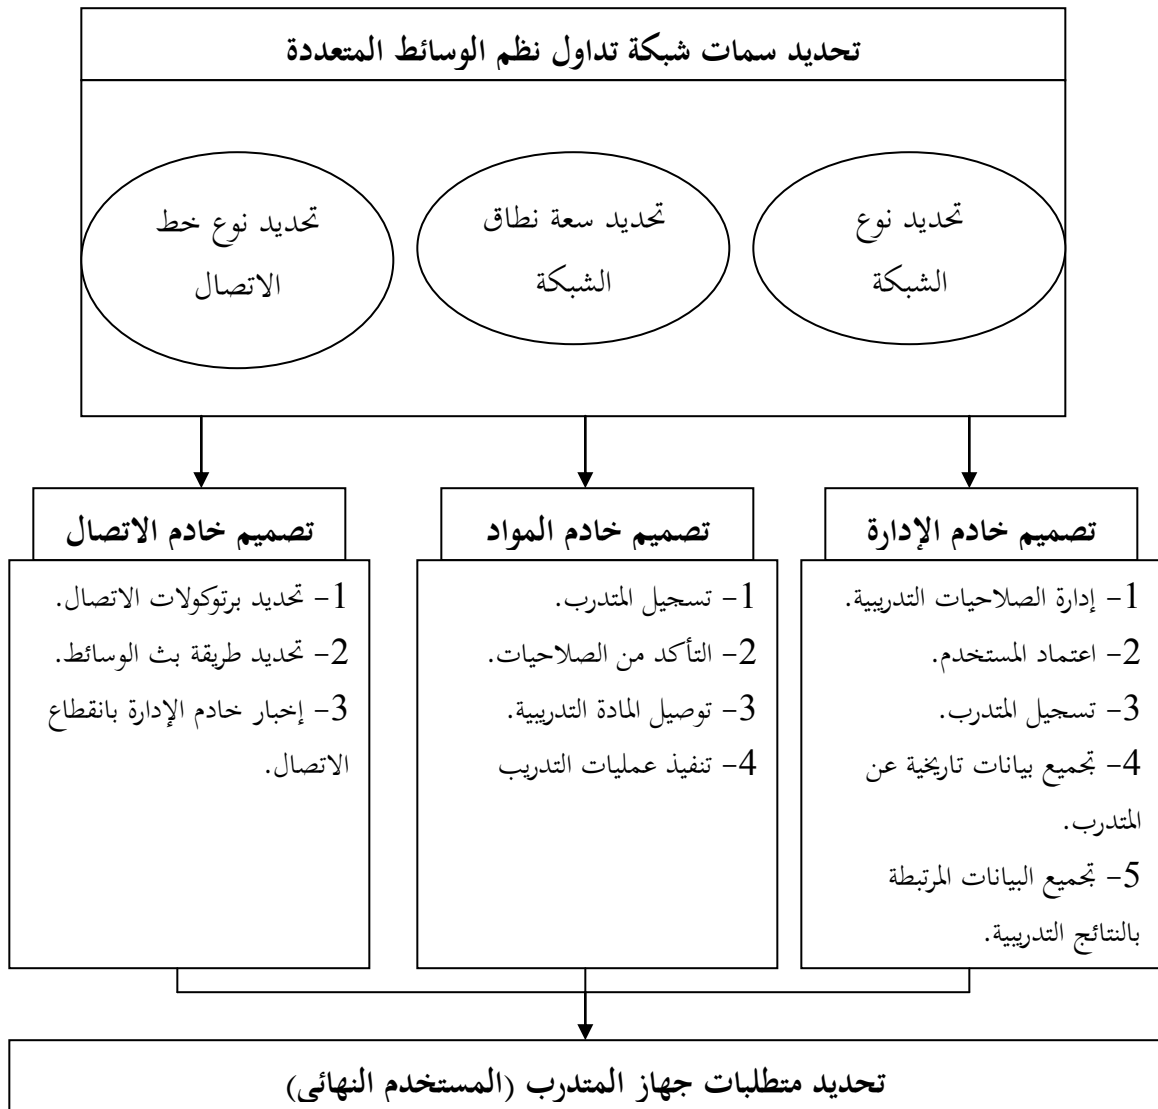 تحديد سمات شبكة تداول نظم الوسائط المتعددة
تحديد نوع
الشبكة
تحديد سعة نطاق
الشبكة
تحديد نوع خط
الاتصال
تصميم خادم الإدارة
1- إدارة الصلاحيات التدريبية.
2- اعتماد المستخدم.
3- تسجيل المتدرب.
4- تجميع بيانات تاريخية عن
المتدرب.
5- تجميع البيانات المرتبطة
بالنتائج التدريبية.
تصميم خادم المواد
1- تسجيل المتدرب.
2- التأكد من الصلاحيات.
3- توصيل المادة التدريبية.
4- تنفيذ عمليات التدريب
تصميم خادم الاتصال
1- تحديد برتوكولات الاتصال.
2- تحديد طريقة بث الوسائط.
3- إخبار خادم الإدارة بانقطاع
الاتصال.
تحديد متطلبات جهاز المتدرب (المستخدم النهائي)